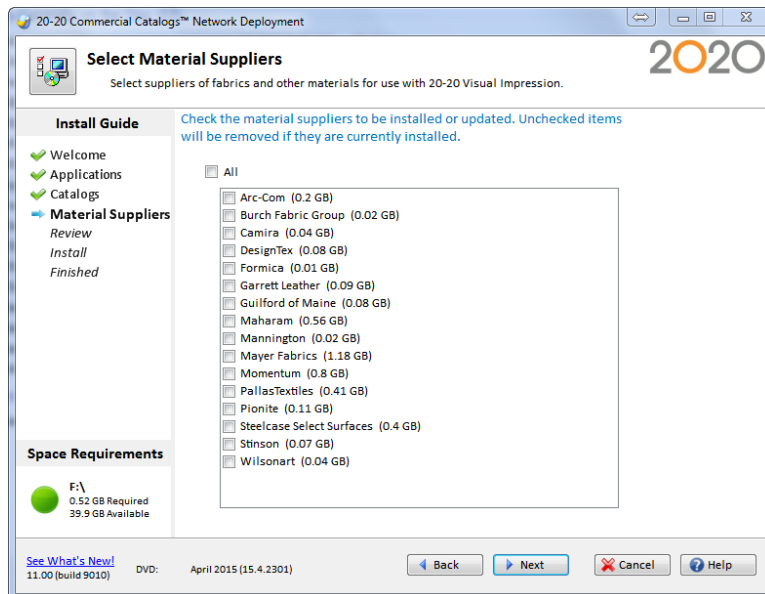 20-20 Commercial Catalogs™ Network Deployment
Select Material Suppliers
Select suppliers of fabrics and other materials for use with 20-20 Visual Impression.
2020
Install Guide
Welcome
Applications
Catalogs
Material Suppliers
Review
Install
Finished
Check the material suppliers to be installed or updated. Unchecked items
will be removed if they are currently installed.
All
Arc-Com (0.2 GB)
Burch Fabric Group (0.02 GB)
Camira (0.04 GB)
DesignTex (0.08 GB)
Formica (0.01 GB)
Garrett Leather (0.09 GB)
Guilford of Maine (0.08 GB)
Maharam (0.56 GB)
Mannington (0.02 GB)
Mayer Fabrics (1.18 GB)
Momentum (0.8 GB)
PallasTextiles (0.41 GB)
Pionite (0.11 GB)
Steelcase Select Surfaces (0.4 GB)
Stinson (0.07 GB)
Wilsonart (0.04 GB)
Space Requirements
F:\
0.52 GB Required
39.9 GB Available
See What's New!
11.00 (build 9010)
DVD: April 2015 (15.4.2301)
Back
Next
Cancel
Help